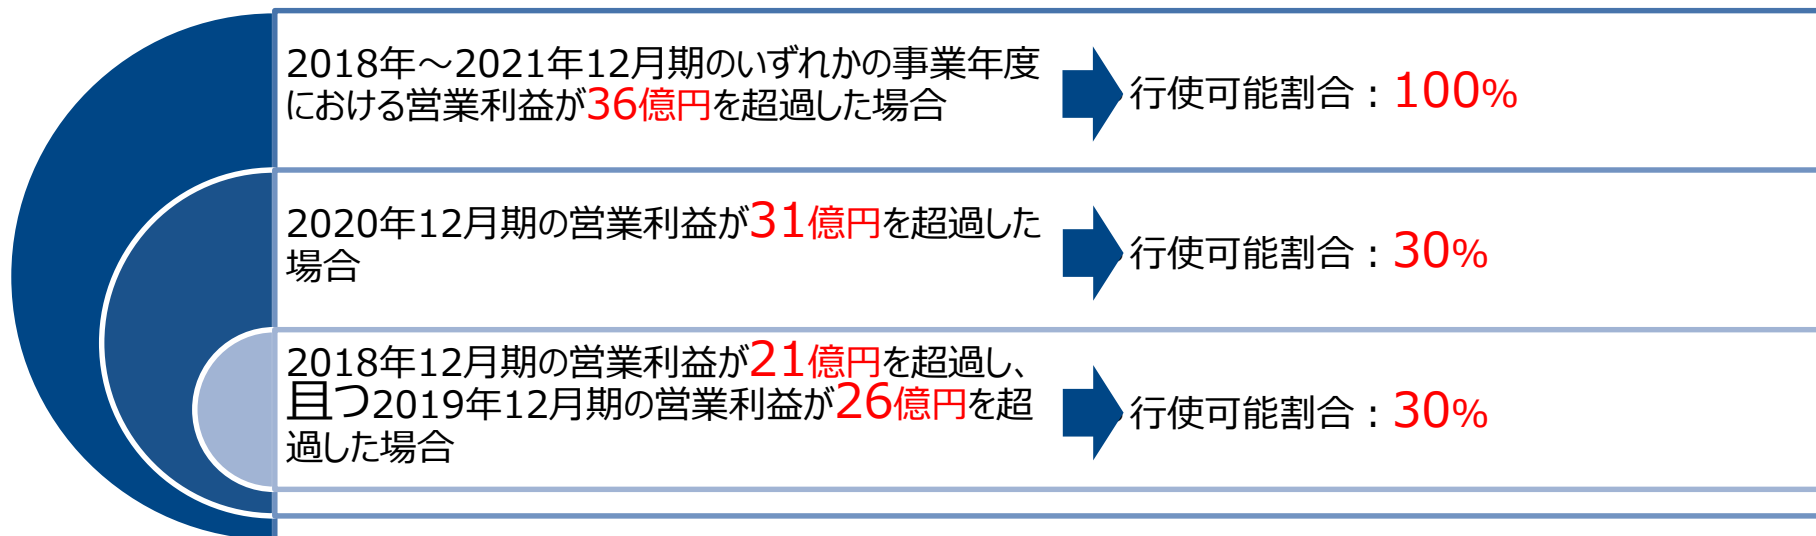 2018年～2021年12月期のいずれかの事業年度
における営業利益が36億円を超過した場合
行使可能割合：100%
2020年12月期の営業利益が31億円を超過した
場合
行使可能割合：30%
2018年12月期の営業利益が21億円を超過し、
且つ2019年12月期の営業利益が26億円を超
過した場合
行使可能割合：30%